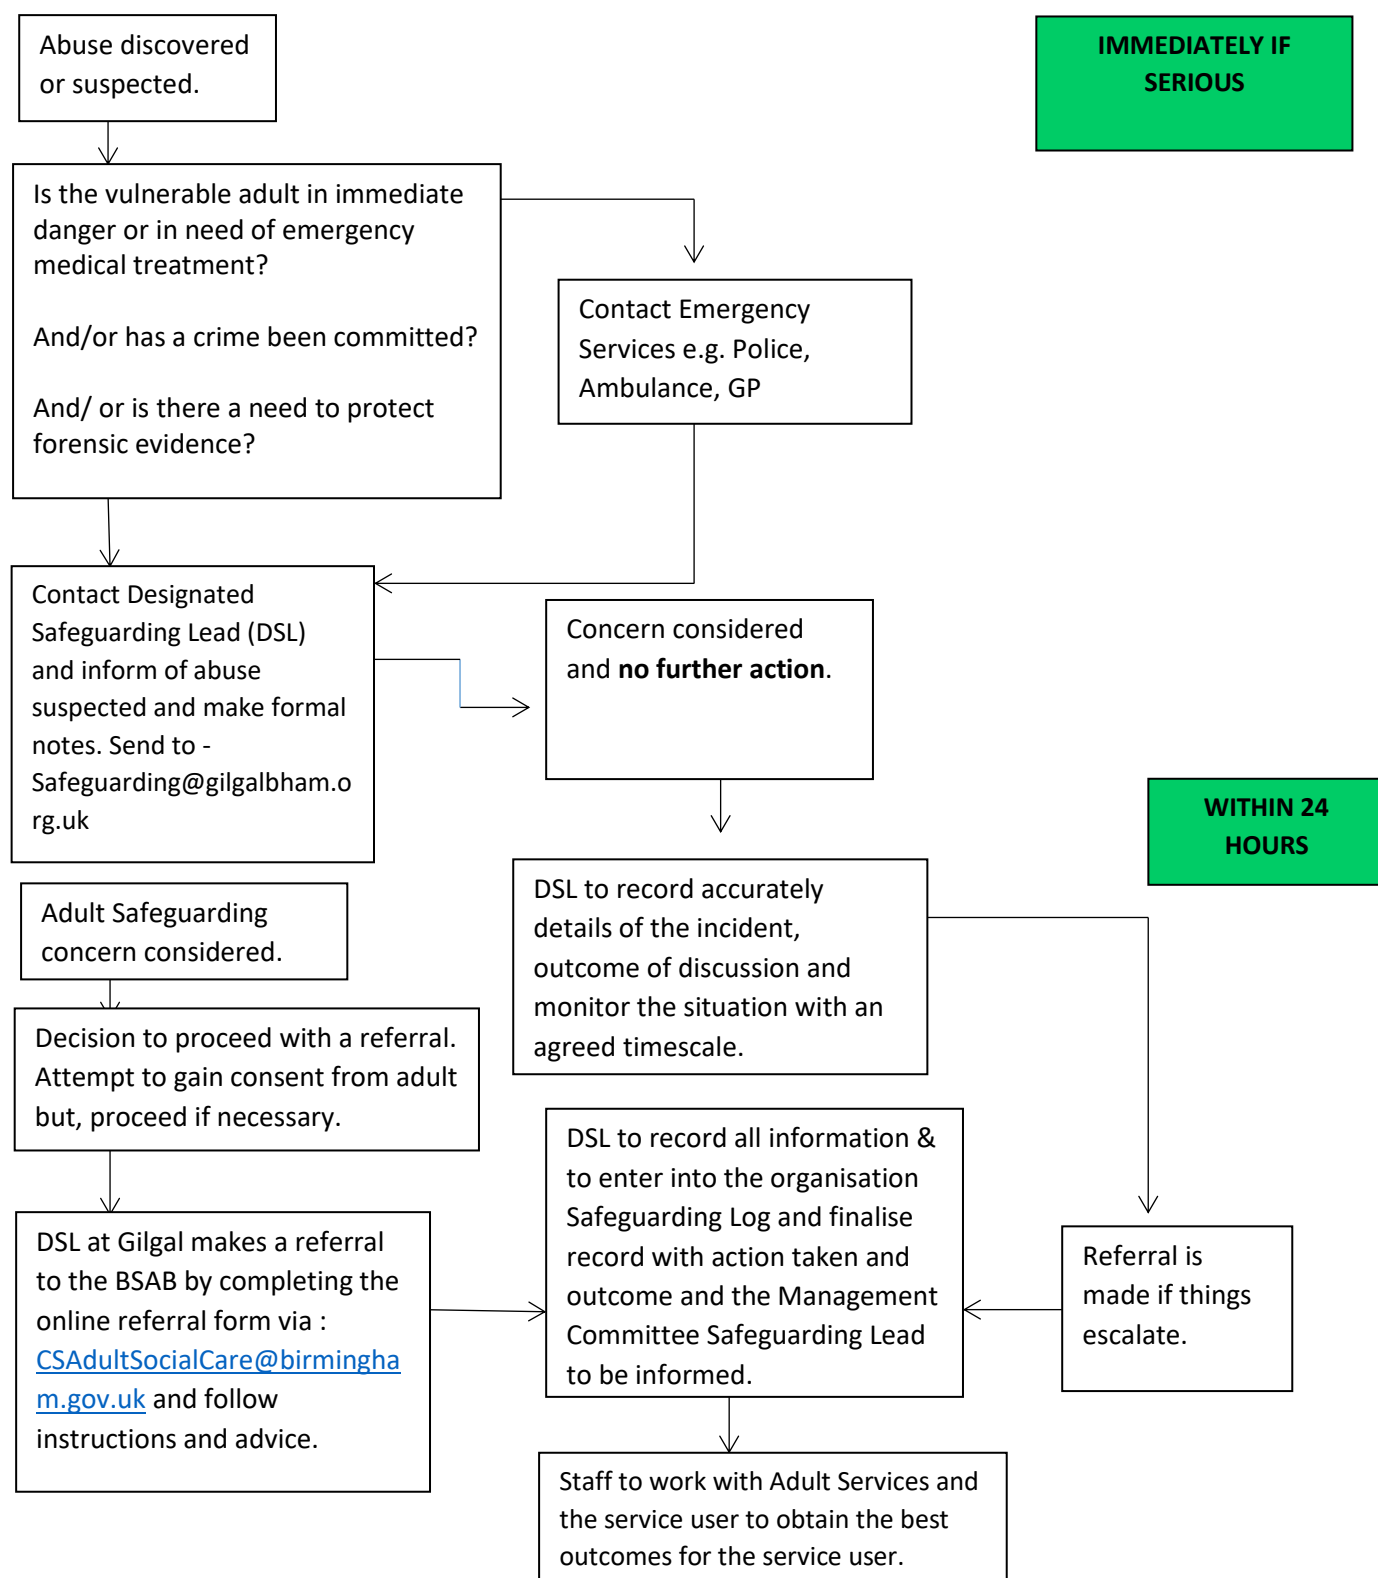 Abuse discovered
or suspected.
IMMEDIATELY IF
SERIOUS
Is the vulnerable adult in immediate
danger or in need of emergency
medical treatment?
And/or has a crime been committed?
And/ or is there a need to protect
forensic evidence?
Contact Emergency
Services e.g. Police,
Ambulance, GP
Contact Designated
Safeguarding Lead (DSL)
and inform of abuse
suspected and make formal
notes. Send to -
Safeguarding@gilgalbham.o
rg.uk
Concern considered
and no further action.
WITHIN 24
HOURS
DSL to record accurately
details of the incident,
outcome of discussion and
monitor the situation with an
agreed timescale.
Adult Safeguarding
concern considered.
Decision to proceed with a referral.
Attempt to gain consent from adult
but, proceed if necessary.
DSL to record all information &
to enter into the organisation
Safeguarding Log and finalise
record with action taken and
outcome and the Management
Committee Safeguarding Lead
to be informed.
Referral is
made if things
escalate.
DSL at Gilgal makes a referral
to the BSAB by completing the
online referral form via :
CSAdultSocialCare@birmingha
m.gov.uk and follow
instructions and advice.
Staff to work with Adult Services and
the service user to obtain the best
outcomes for the service user.